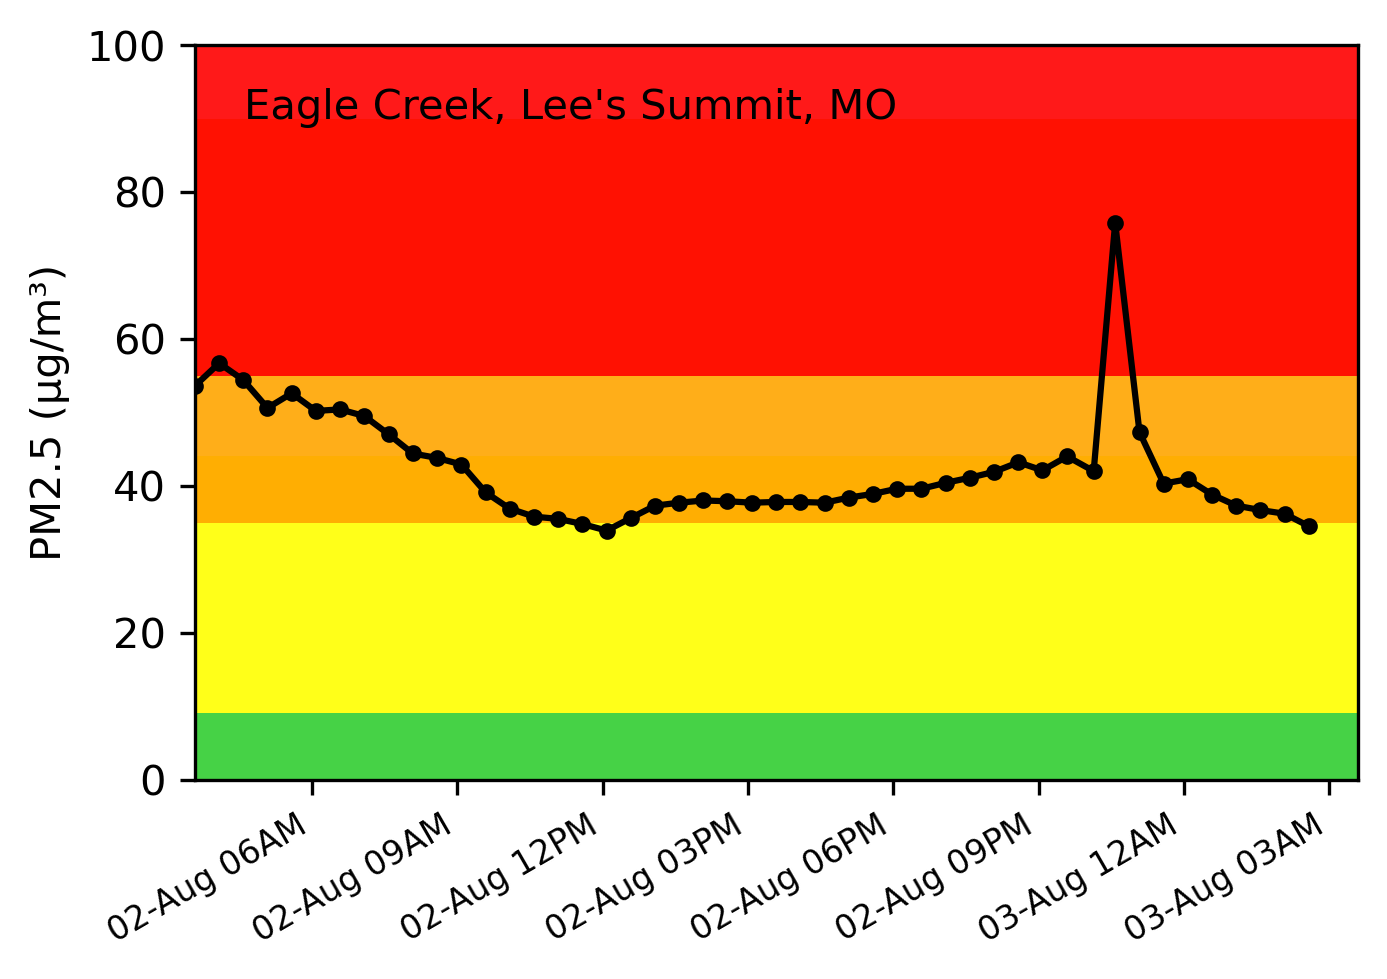 Eagle Creek, Lee's Summit, MO
PM2.5 (µg/m³)
100
80
60
40
20
0
02-Aug 06AM
02-Aug 09AM
02-Aug 12PM
02-Aug 03PM
02-Aug 06PM
02-Aug 09PM
03-Aug 12AM
03-Aug 03AM